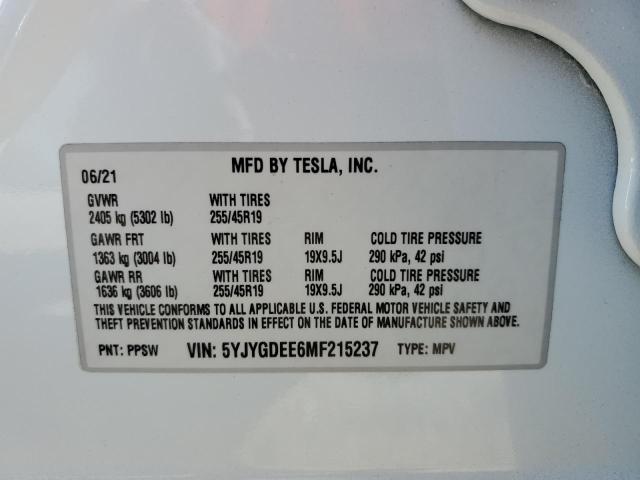 06/21 MFD BY TESLA, INC.
GVWR WITH TIRES
2405 kg (5302 lb) 255/45R19
GAWR FRT WITH TIRES RIM COLD TIRE PRESSURE
1363 kg (3004 lb) 255/45R19 19X9.5J 290 kPa, 42 psi
GAWR RR WITH TIRES RIM COLD TIRE PRESSURE
1636 kg (3606 lb) 255/45R19 19X9.5J 290 kPa, 42 psi
THIS VEHICLE CONFORMS TO ALL APPLICABLE U.S. FEDERAL MOTOR VEHICLE SAFETY AND
THEFT PREVENTION STANDARDS IN EFFECT ON THE DATE OF MANUFACTURE SHOWN ABOVE.
PNT: PPSW VIN: 5YJYGDEE6MF215237 TYPE: MPV